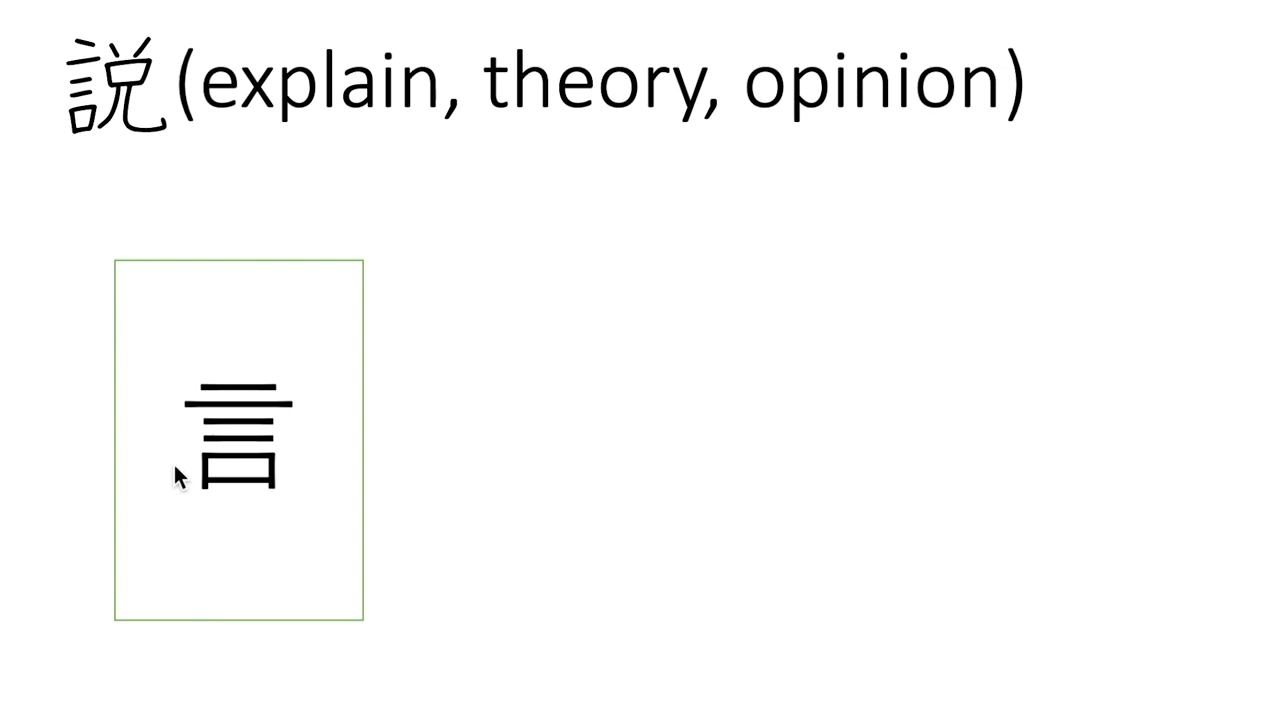 説(explain, theory, opinion)
言